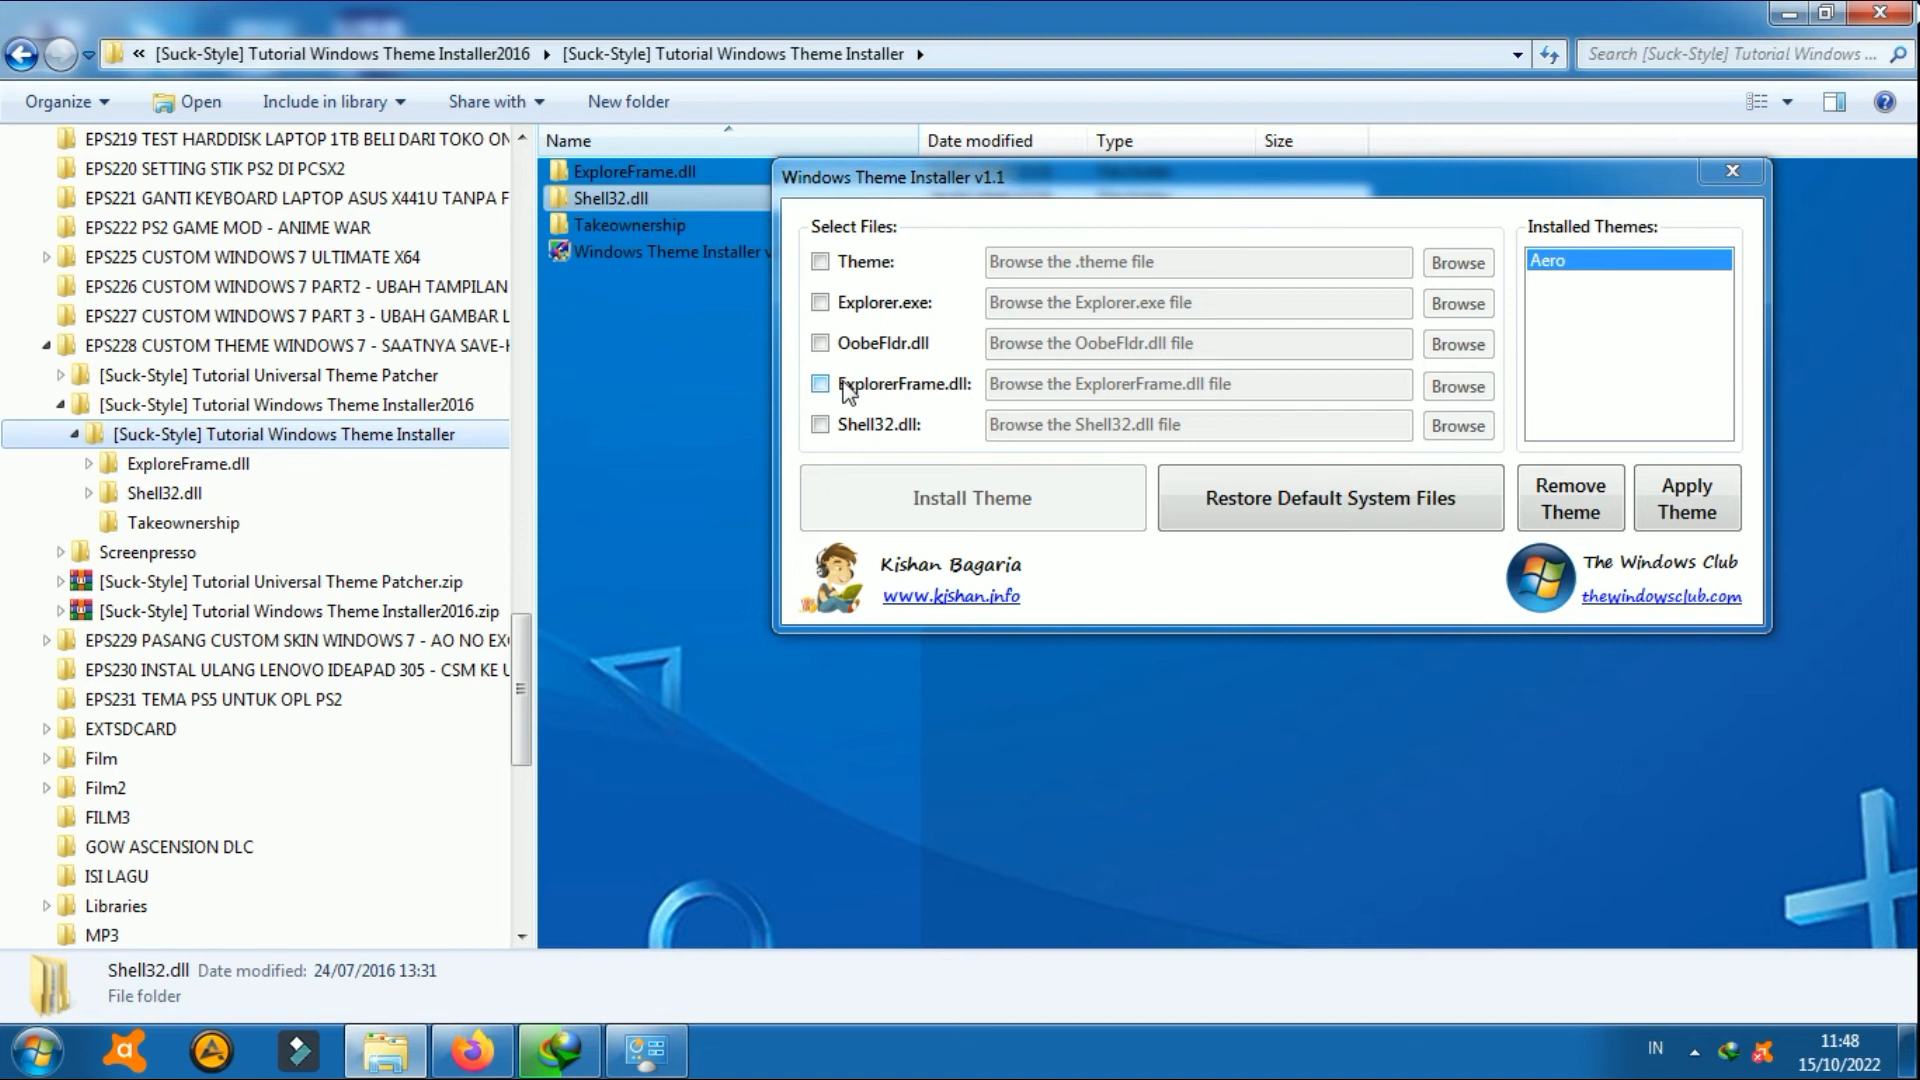 « [Suck-Style] Tutorial Windows Theme Installer2016 [Suck-Style] Tutorial Windows Theme Installer
Search [Suck-Style] Tutorial Windows ...
Organize Open Include in library Share with New folder
EPS219 TEST HARDDISK LAPTOP 1TB BELI DARI TOKO ON
EPS220 SETTING STIK PS2 DI PCSX2
EPS221 GANTI KEYBOARD LAPTOP ASUS X441U TANPA F
EPS222 PS2 GAME MOD - ANIME WAR
EPS225 CUSTOM WINDOWS 7 ULTIMATE X64
EPS226 CUSTOM WINDOWS 7 PART2 - UBAH TAMPILAN
EPS227 CUSTOM WINDOWS 7 PART 3 - UBAH GAMBAR L
EPS228 CUSTOM THEME WINDOWS 7 - SAATNYA SAVE-
[Suck-Style] Tutorial Universal Theme Patcher
[Suck-Style] Tutorial Windows Theme Installer2016
[Suck-Style] Tutorial Windows Theme Installer
ExploreFrame.dll
Shell32.dll
Takeownership
Screenpresso
[Suck-Style] Tutorial Universal Theme Patcher.zip
[Suck-Style] Tutorial Windows Theme Installer2016.zip
EPS229 PASANG CUSTOM SKIN WINDOWS 7 - AO NO EX
EPS230 INSTAL ULANG LENOVO IDEAPAD 305 - CSM KE U
EPS231 TEMA PS5 UNTUK OPL PS2
EXTSDCARD
Film
Film2
FILM3
GOW ASCENSION DLC
ISI LAGU
Libraries
MP3
Name Date modified Type Size
ExploreFrame.dll
Shell32.dll
Takeownership
Windows Theme Installer v
Windows Theme Installer v1.1
Select Files:
Theme: Browse the .theme file Browse
Explorer.exe: Browse the Explorer.exe file Browse
OobeFldr.dll Browse the OobeFldr.dll file Browse
ExplorerFrame.dll: Browse the ExplorerFrame.dll file Browse
Shell32.dll: Browse the Shell32.dll file Browse
Installed Themes:
Aero
Install Theme
Restore Default System Files
Remove Theme
Apply Theme
Kishan Bagaria
www.kishan.info
The Windows Club
thewindowsclub.com
Shell32.dll Date modified: 24/07/2016 13:31
File folder
IN
11:48
15/10/2022